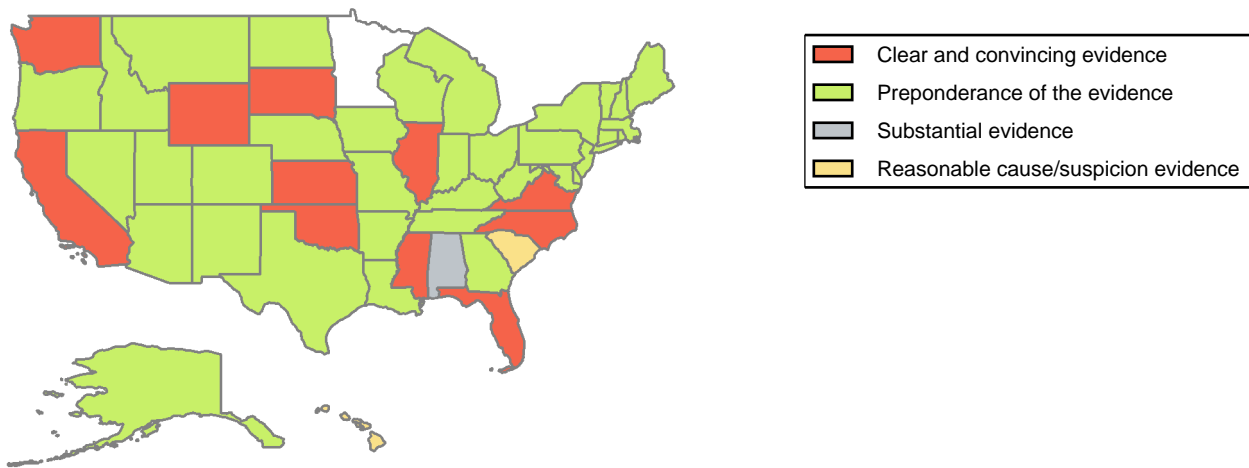 Clear and convincing evidence
Preponderance of the evidence
Substantial evidence
Reasonable cause/suspicion evidence